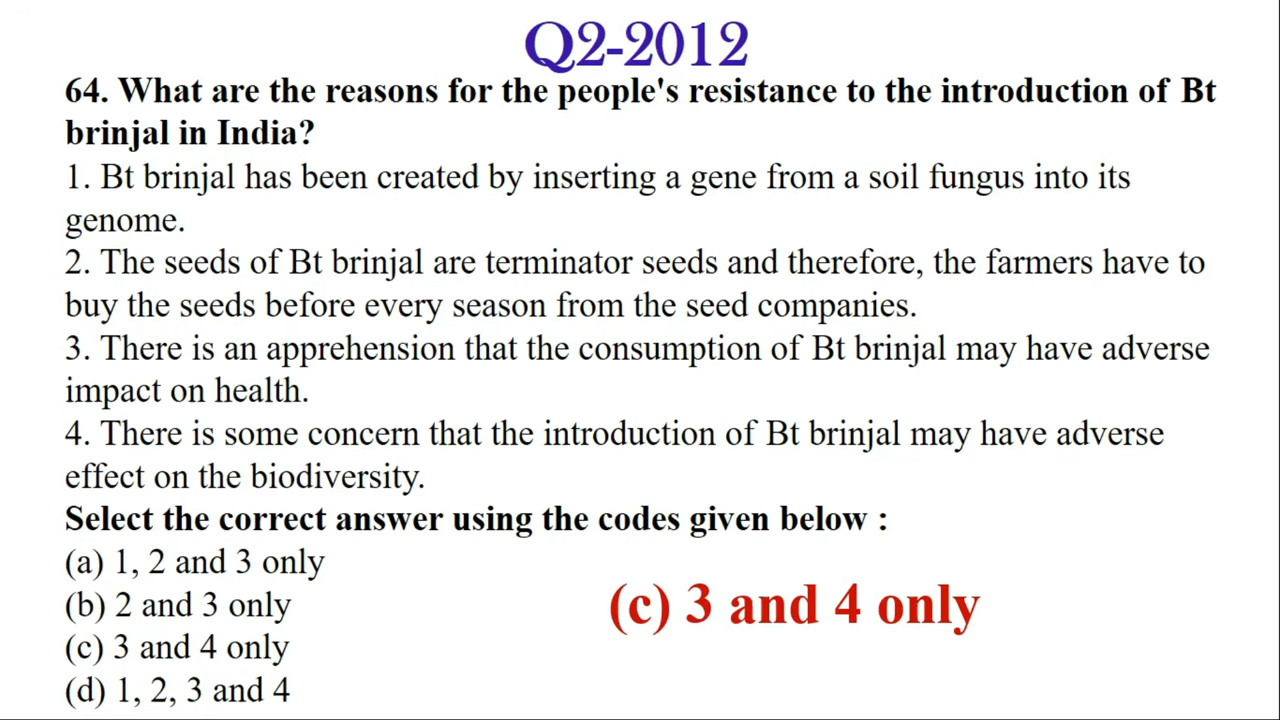 Q2-2012
64. What are the reasons for the people's resistance to the introduction of Bt
brinjal in India?
1. Bt brinjal has been created by inserting a gene from a soil fungus into its
genome.
2. The seeds of Bt brinjal are terminator seeds and therefore, the farmers have to
buy the seeds before every season from the seed companies.
3. There is an apprehension that the consumption of Bt brinjal may have adverse
impact on health.
4. There is some concern that the introduction of Bt brinjal may have adverse
effect on the biodiversity.
Select the correct answer using the codes given below :
(a) 1, 2 and 3 only
(b) 2 and 3 only
(c) 3 and 4 only
(d) 1, 2, 3 and 4
(c) 3 and 4 only